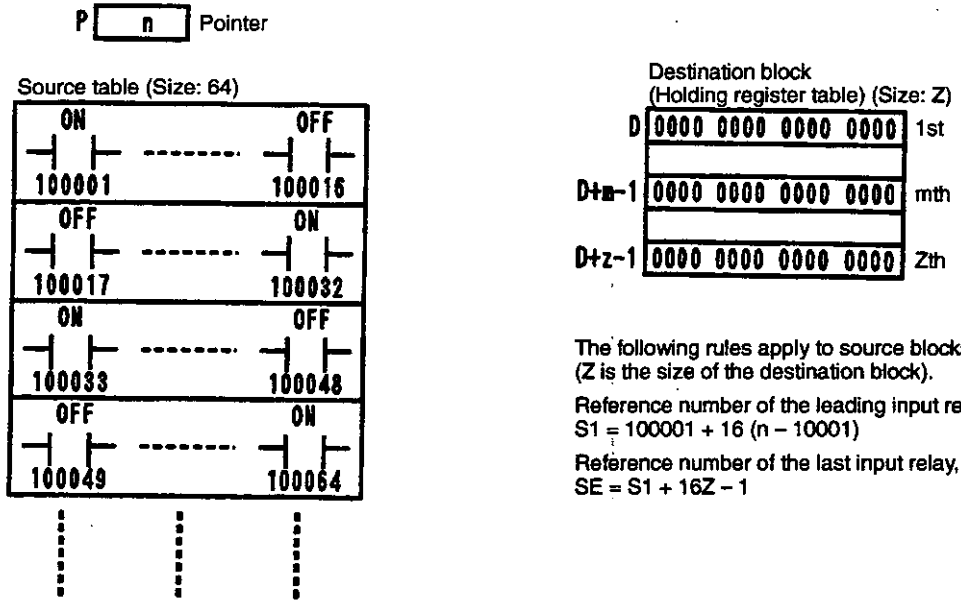 P n Pointer
Source table (Size: 64)
ON OFF
100001 100016
OFF ON
100017 100032
ON OFF
100033 100048
OFF ON
100049 100064
Destination block
(Holding register table) (Size: Z)
D 0000 0000 0000 0000 1st
D+m-1 0000 0000 0000 0000 mth
D+z-1 0000 0000 0000 0000 Zth
The following rules apply to source block
(Z is the size of the destination block).
Reference number of the leading input re
S1 = 100001 + 16 (n – 10001)
Reference number of the last input relay,
SE = S1 + 16Z – 1